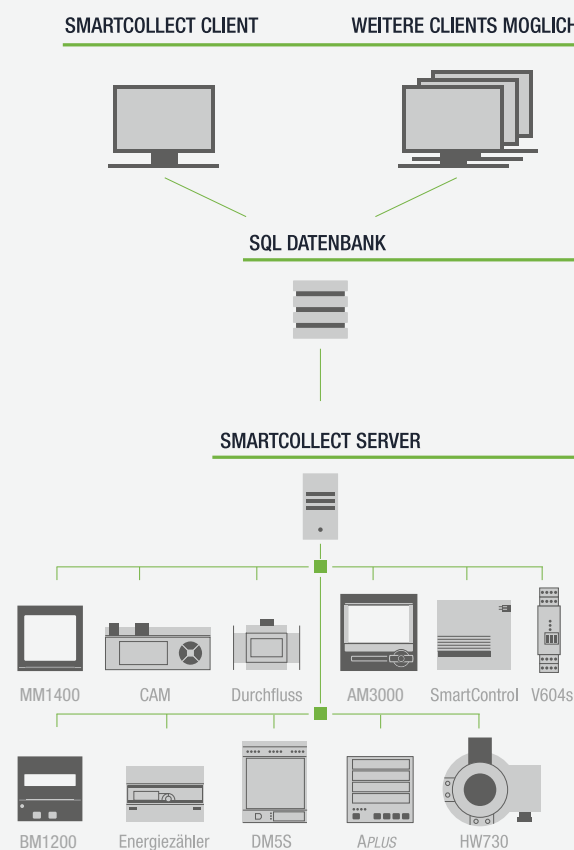 SMARTCOLLECT CLIENT
WEITERE CLIENTS MOGLICH
SQL DATENBANK
SMARTCOLLECT SERVER
MM1400
CAM
Durchfluss
AM3000
SmartControl
V604s
BM1200
Energiezähler
DM5S
APLUS
HW730